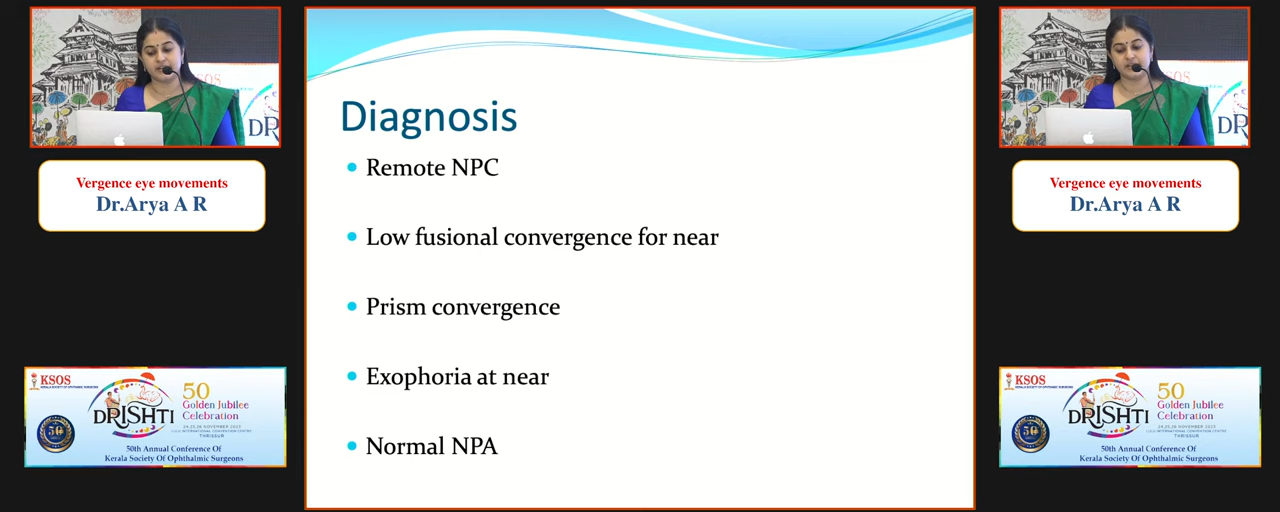 Vergence eye movements
Dr.Arya A R
KSOS
50
Golden Jubilee
Celebration
DRISHTI
THRISSUR
50th Annual Conference Of
Kerala Society Of Ophthalmic Surgeons
Diagnosis
Remote NPC
Low fusional convergence for near
Prism convergence
Exophoria at near
Normal NPA
Vergence eye movements
Dr.Arya A R
KSOS
50
Golden Jubilee
Celebration
DRISHTI
THRISSUR
50th Annual Conference Of
Kerala Society Of Ophthalmic Surgeons